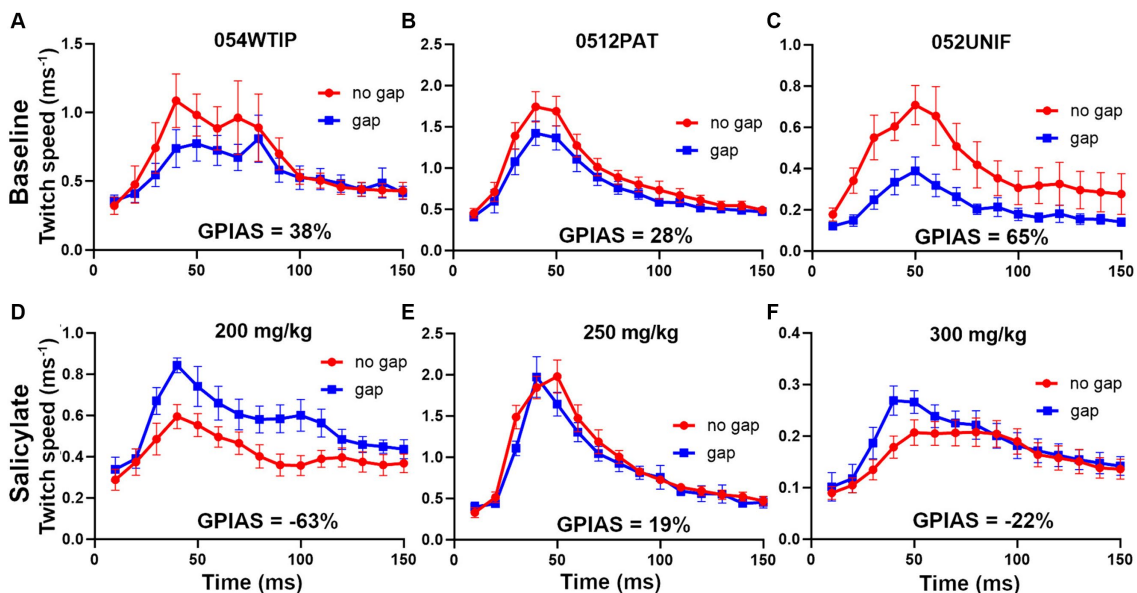 A
054WTIP
Baseline
Twitch speed (ms⁻¹)
1.5
1.0
0.5
0.0
no gap
gap
GPIAS = 38%
0 50 100 150
B
0512PAT
2.5
2.0
1.5
1.0
0.5
0.0
no gap
gap
GPIAS = 28%
0 50 100 150
C
052UNIF
1.0
0.8
0.6
0.4
0.2
0.0
no gap
gap
GPIAS = 65%
0 50 100 150
D
200 mg/kg
Salicylate
Twitch speed (ms⁻¹)
1.0
0.8
0.6
0.4
0.2
0.0
no gap
gap
GPIAS = -63%
0 50 100 150
Time (ms)
E
250 mg/kg
2.5
2.0
1.5
1.0
0.5
0.0
no gap
gap
GPIAS = 19%
0 50 100 150
Time (ms)
F
300 mg/kg
0.4
0.3
0.2
0.1
0.0
no gap
gap
GPIAS = -22%
0 50 100 150
Time (ms)